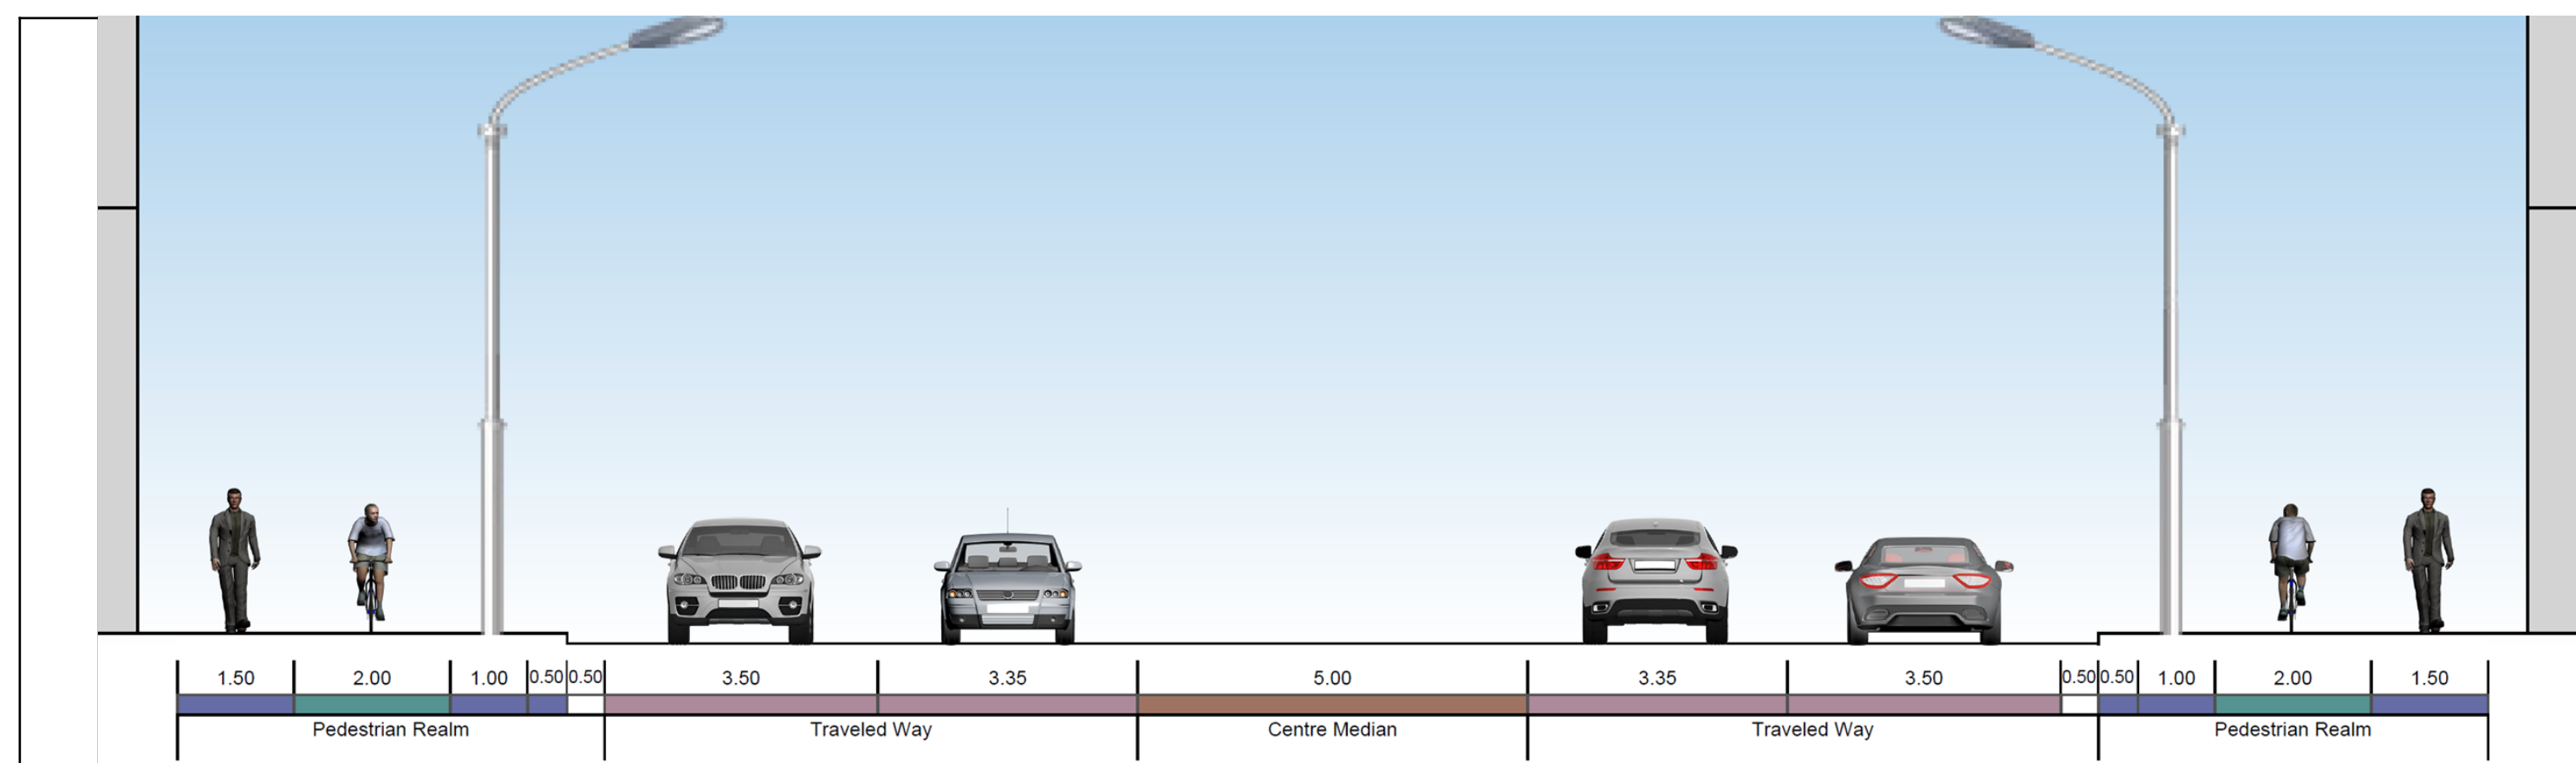 1.50 2.00 1.00 0.50 0.50 3.50 3.35 5.00 3.35 3.50 0.50 0.50 1.00 2.00 1.50
Pedestrian Realm Traveled Way Centre Median Traveled Way Pedestrian Realm